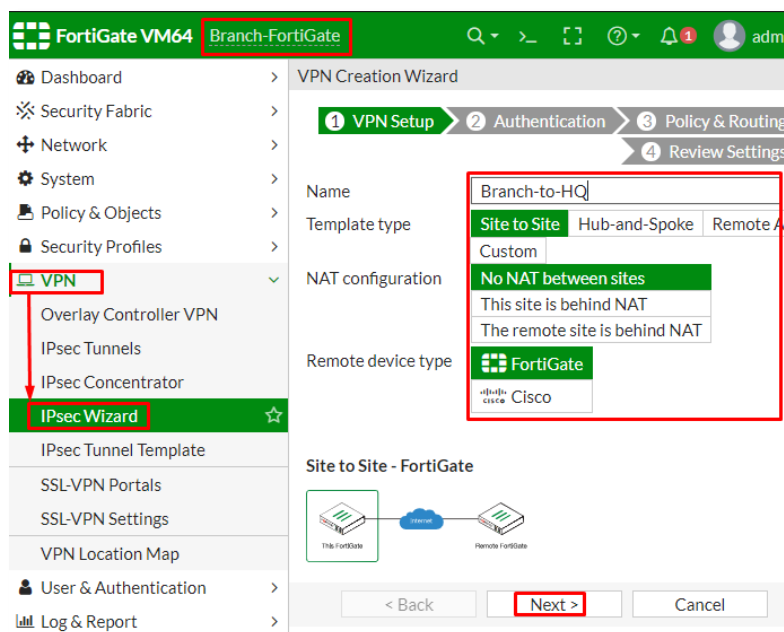 FortiGate VM64 Branch-FortiGate >_ 1 adm
Dashboard
Security Fabric
Network
System
Policy & Objects
Security Profiles
VPN
Overlay Controller VPN
IPsec Tunnels
IPsec Concentrator
IPsec Wizard
IPsec Tunnel Template
SSL-VPN Portals
SSL-VPN Settings
VPN Location Map
User & Authentication
Log & Report
VPN Creation Wizard
1 VPN Setup 2 Authentication 3 Policy & Routing
4 Review Settings
Name Branch-to-HQ
Template type Site to Site Hub-and-Spoke Remote A
Custom
NAT configuration No NAT between sites
This site is behind NAT
The remote site is behind NAT
Remote device type FortiGate
cisco Cisco
Site to Site - FortiGate
Internet
This FortiGate Remote FortiGate
< Back Next > Cancel